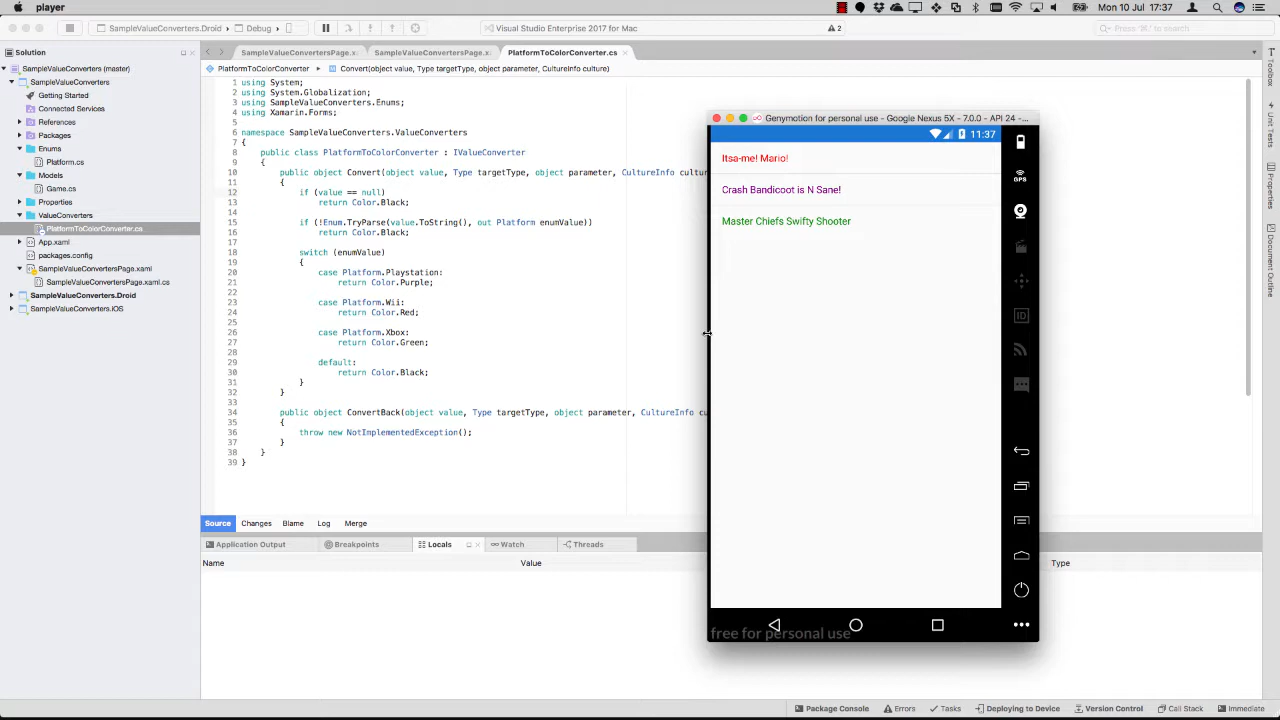 player
Mon 10 Jul 17:37
SampleValueConverters.Droid
Debug
Visual Studio Enterprise 2017 for Mac
2
Press '⌘.' to search
Solution
SampleValueConverters (master)
SampleValueConverters
Getting Started
Connected Services
References
Packages
Enums
Platform.cs
Models
Game.cs
Properties
ValueConverters
PlatformToColorConverter.cs
App.xaml
packages.config
SampleValueConvertersPage.xaml
SampleValueConvertersPage.xaml.cs
SampleValueConverters.Droid
SampleValueConverters.iOS
SampleValueConvertersPage.x
SampleValueConvertersPage.x
PlatformToColorConverter.cs
PlatformToColorConverter
Convert(object value, Type targetType, object parameter, CultureInfo culture)
1 using System;
2 using System.Globalization;
3 using SampleValueConverters.Enums;
4 using Xamarin.Forms;
5
6 namespace SampleValueConverters.ValueConverters
7 {
8 public class PlatformToColorConverter : IValueConverter
9 {
10 public object Convert(object value, Type targetType, object parameter, CultureInfo cultur
11 {
12 if (value == null)
13 return Color.Black;
14
15 if (!Enum.TryParse(value.ToString(), out Platform enumValue))
16 return Color.Black;
17
18 switch (enumValue)
19 {
20 case Platform.Playstation:
21 return Color.Purple;
22
23 case Platform.Wii:
24 return Color.Red;
25
26 case Platform.Xbox:
27 return Color.Green;
28
29 default:
30 return Color.Black;
31 }
32 }
33
34 public object ConvertBack(object value, Type targetType, object parameter, CultureInfo cu
35 {
36 throw new NotImplementedException();
37 }
38 }
39 }
Source
Changes
Blame
Log
Merge
Application Output
Breakpoints
Locals
Watch
Threads
Name
Value
Type
Genymotion for personal use - Google Nexus 5X - 7.0.0 - API 24 -...
11:37
Itsa-me! Mario!
Crash Bandicoot is N Sane!
Master Chiefs Swifty Shooter
GPS
ID
free for personal use
Toolbox
Unit Tests
Properties
Document Outline
Package Console
Errors
Tasks
Deploying to Device
Version Control
Call Stack
Immediate